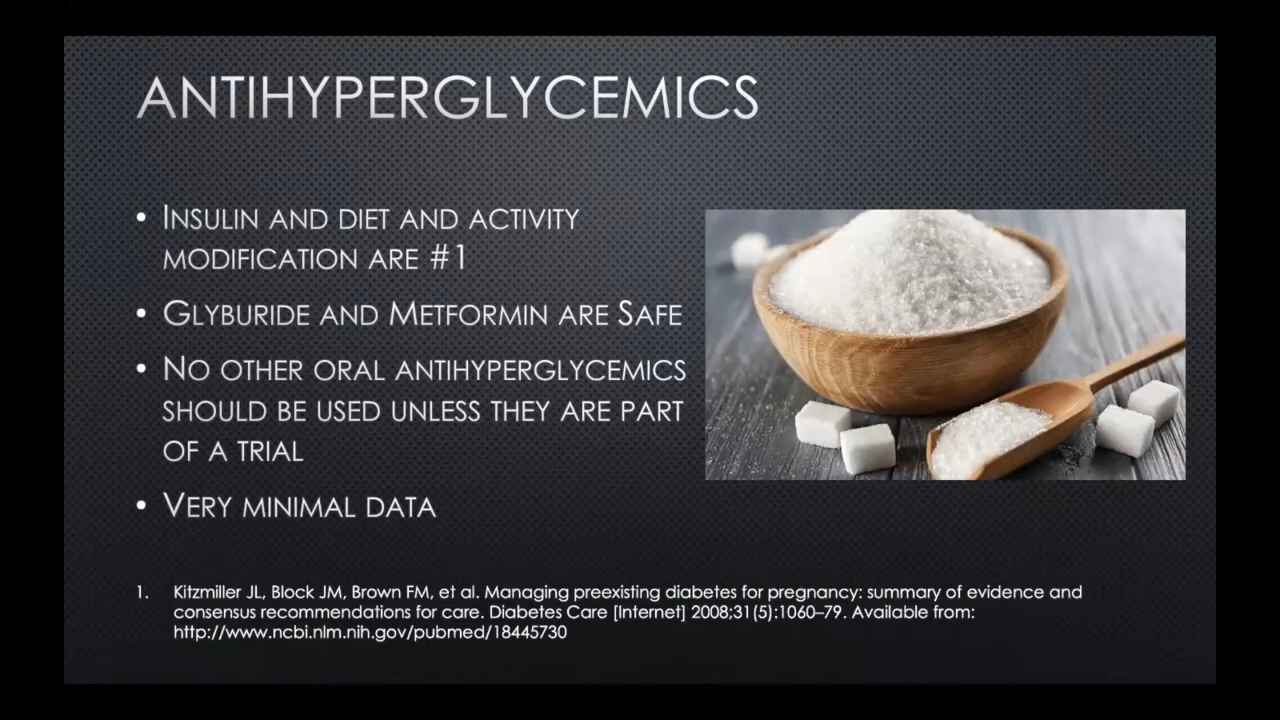 ANTIHYPERGLYCEMICS
• INSULIN AND DIET AND ACTIVITY
MODIFICATION ARE #1
• GLYBURIDE AND METFORMIN ARE SAFE
• NO OTHER ORAL ANTIHYPERGLYCEMICS
SHOULD BE USED UNLESS THEY ARE PART
OF A TRIAL
• VERY MINIMAL DATA
1. Kitzmiller JL, Block JM, Brown FM, et al. Managing preexisting diabetes for pregnancy: summary of evidence and
consensus recommendations for care. Diabetes Care [Internet] 2008;31(5):1060–79. Available from:
http://www.ncbi.nlm.nih.gov/pubmed/18445730